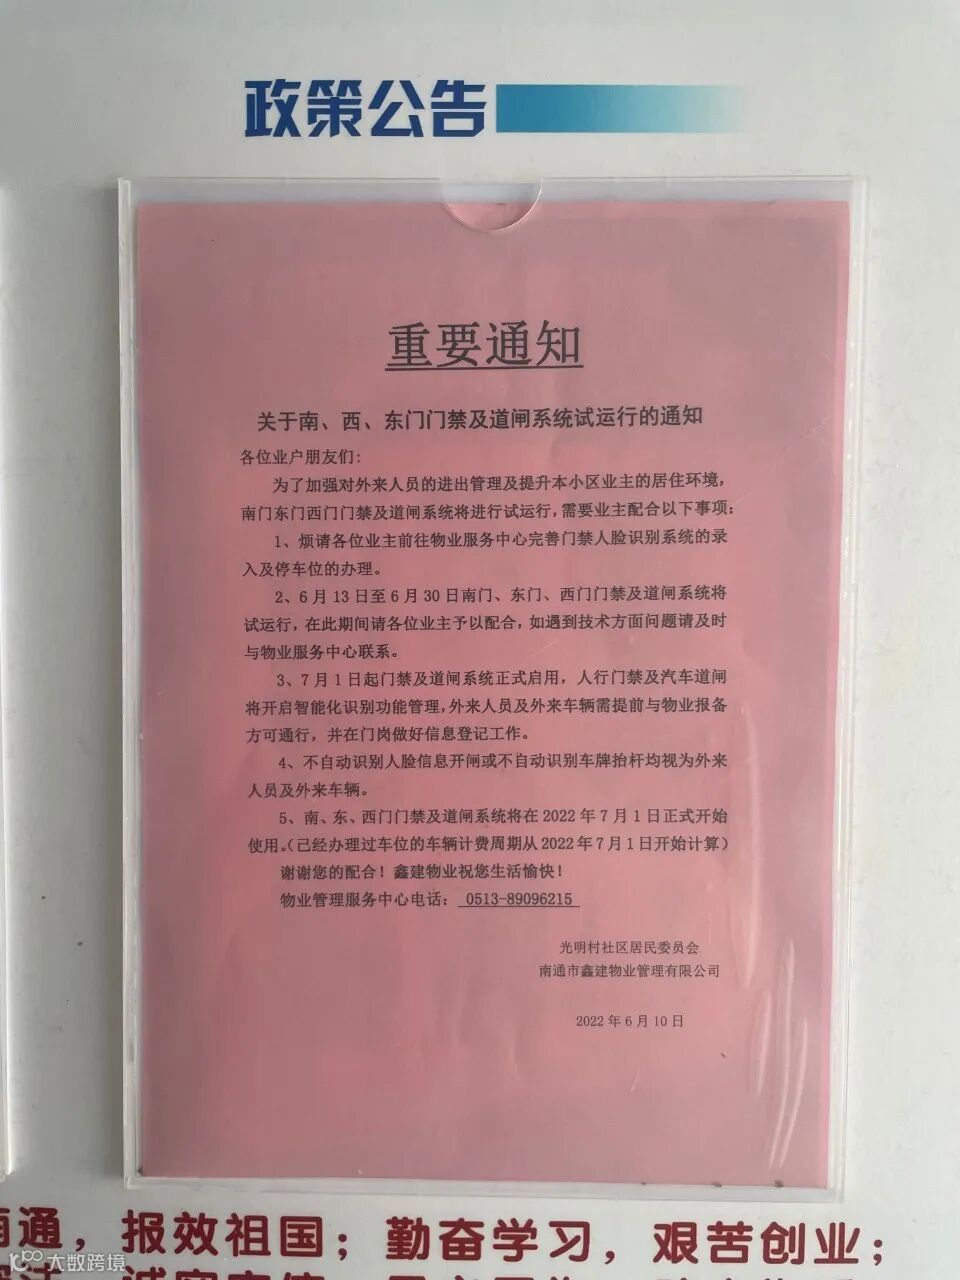 政策公告
重要通知
关于南、西、东门门禁及道闸系统试运行的通知
各位业户朋友们:
为了加强对外来人员的进出管理及提升本小区业主的居住环境,
南门东门西门门禁及道闸系统将进行试运行,需要业主配合以下事项:
1、烦请各位业主前往物业服务中心完善门禁人脸识别系统的录
入及停车位的办理。
2、6月13日至6月30日南门、东门、西门门禁及道闸系统将
试运行,在此期间请各位业主予以配合,如遇到技术方面问题请及时
与物业服务中心联系。
3、7月1日起门禁及道闸系统正式启用,人行门禁及汽车道闸
将开启智能化识别功能管理,外来人员及外来车辆需提前与物业报备
方可通行,并在门岗做好信息登记工作。
4、不自动识别人脸信息开闸或不自动识别车牌抬杆均视为外来
人员及外来车辆。
5、南、东、西门门禁及道闸系统将在2022年7月1日正式开始
使用。(已经办理过车位的车辆计费周期从2022年7月1日开始计算)
谢谢您的配合!鑫建物业祝您生活愉快!
物业管理服务中心电话: 0513-89096215
光明村社区居民委员会
南通市鑫建物业管理有限公司
2022年6月10日
南通,报效祖国;勤奋学习,艰苦创业;
大数跨境